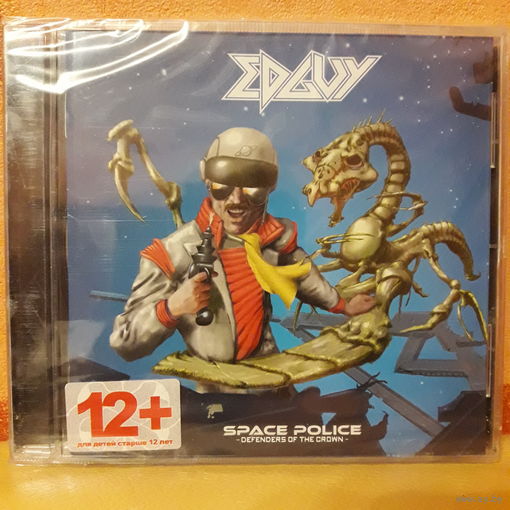 EDGUY
12+
для детей старше 12 лет
SPACE POLICE
- DEFENDERS OF THE CROWN -